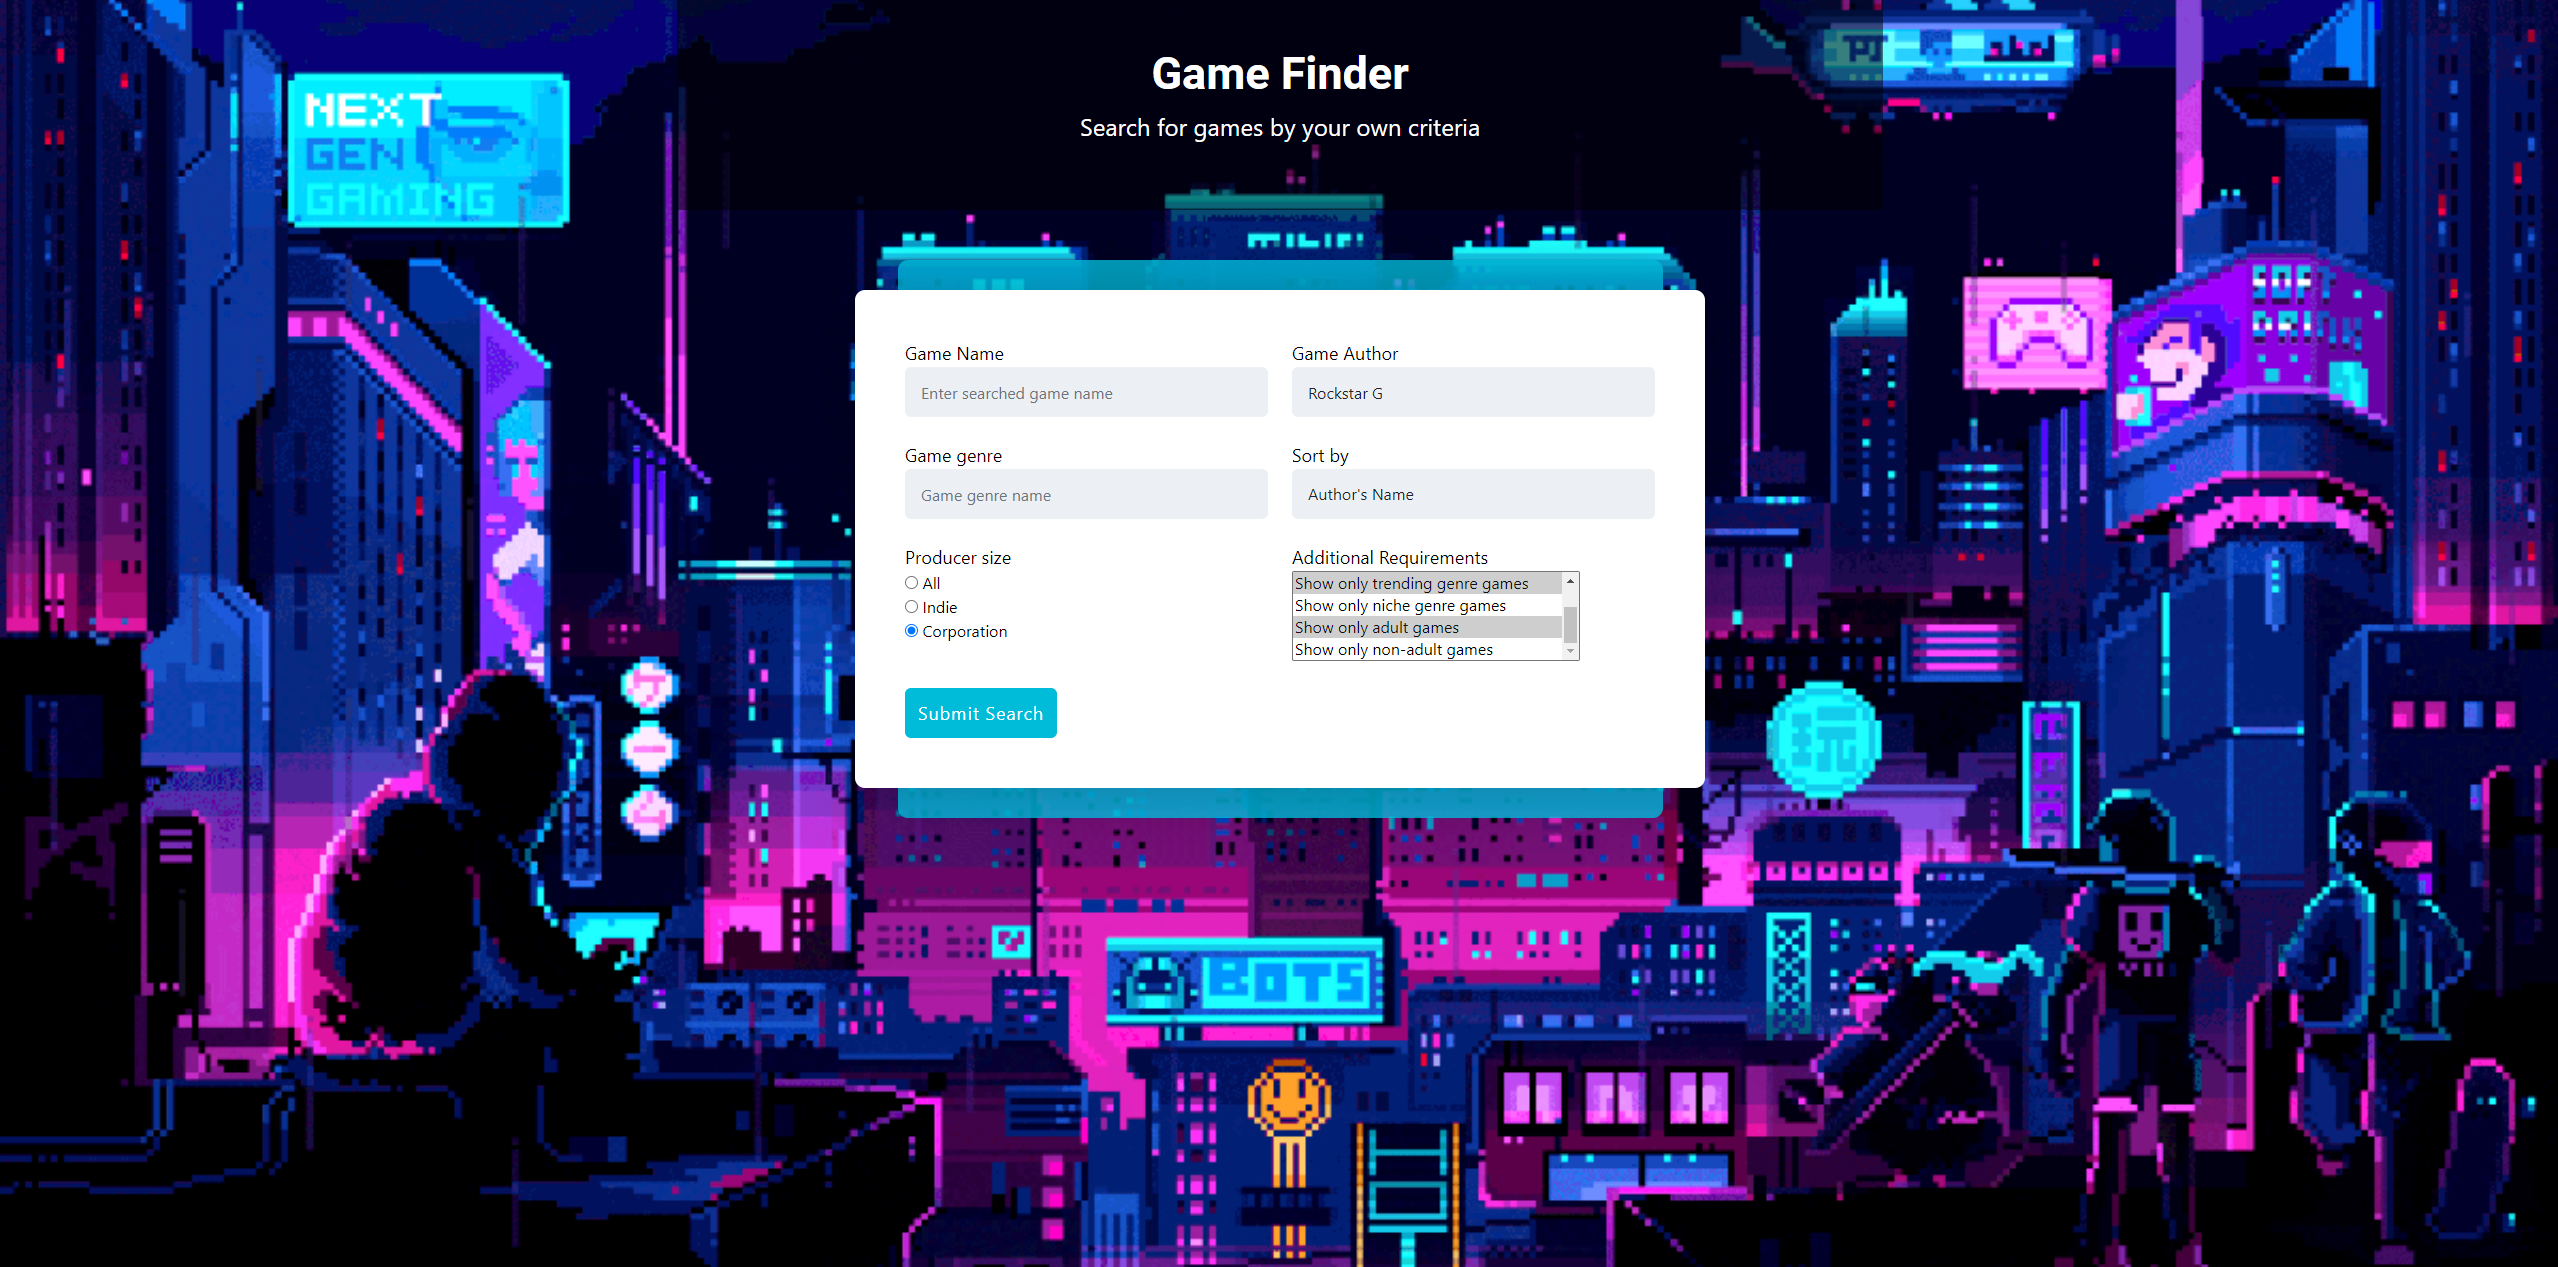 Game Finder
Search for games by your own criteria
NEXT
GEN
GAMING
Game Name
Enter searched game name
Game Author
Rockstar G
Game genre
Game genre name
Sort by
Author's Name
Producer size
All
Indie
Corporation
Additional Requirements
Show only trending genre games
Show only niche genre games
Show only adult games
Show only non-adult games
Submit Search
玩
BOTS